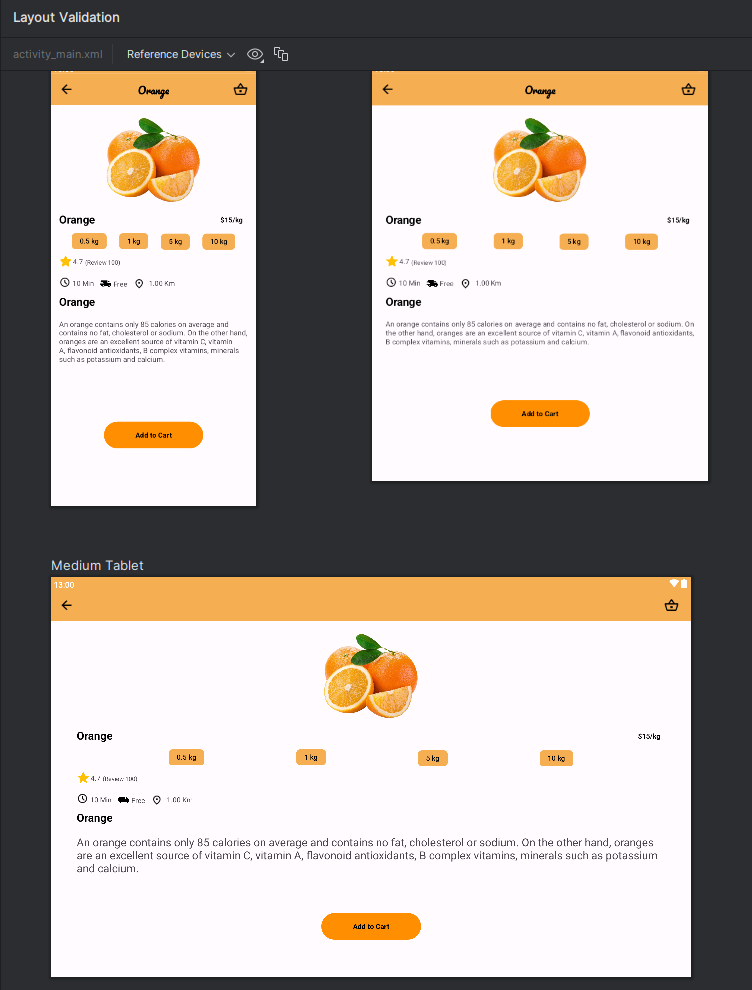 Layout Validation
activity_main.xml
Reference Devices
Orange
Orange
$15/kg
0.5 kg
1 kg
5 kg
10 kg
4.7 (Review 100)
10 Min
Free
1.00 Km
Orange
An orange contains only 85 calories on average and
contains no fat, cholesterol or sodium. On the other hand,
oranges are an excellent source of vitamin C, vitamin
A, flavonoid antioxidants, B complex vitamins, minerals
such as potassium and calcium.
Add to Cart
Orange
Orange
$15/kg
0.5 kg
1 kg
5 kg
10 kg
4.7 (Review 100)
10 Min
Free
1.00 Km
Orange
An orange contains only 85 calories on average and contains no fat, cholesterol or sodium. On
the other hand, oranges are an excellent source of vitamin C, vitamin A, flavonoid antioxidants,
B complex vitamins, minerals such as potassium and calcium.
Add to Cart
Medium Tablet
13:00
Orange
$15/kg
0.5 kg
1 kg
5 kg
10 kg
4.7 (Review 100)
10 Min
Free
1.00 Km
Orange
An orange contains only 85 calories on average and contains no fat, cholesterol or sodium. On the other hand, oranges
are an excellent source of vitamin C, vitamin A, flavonoid antioxidants, B complex vitamins, minerals such as potassium
and calcium.
Add to Cart